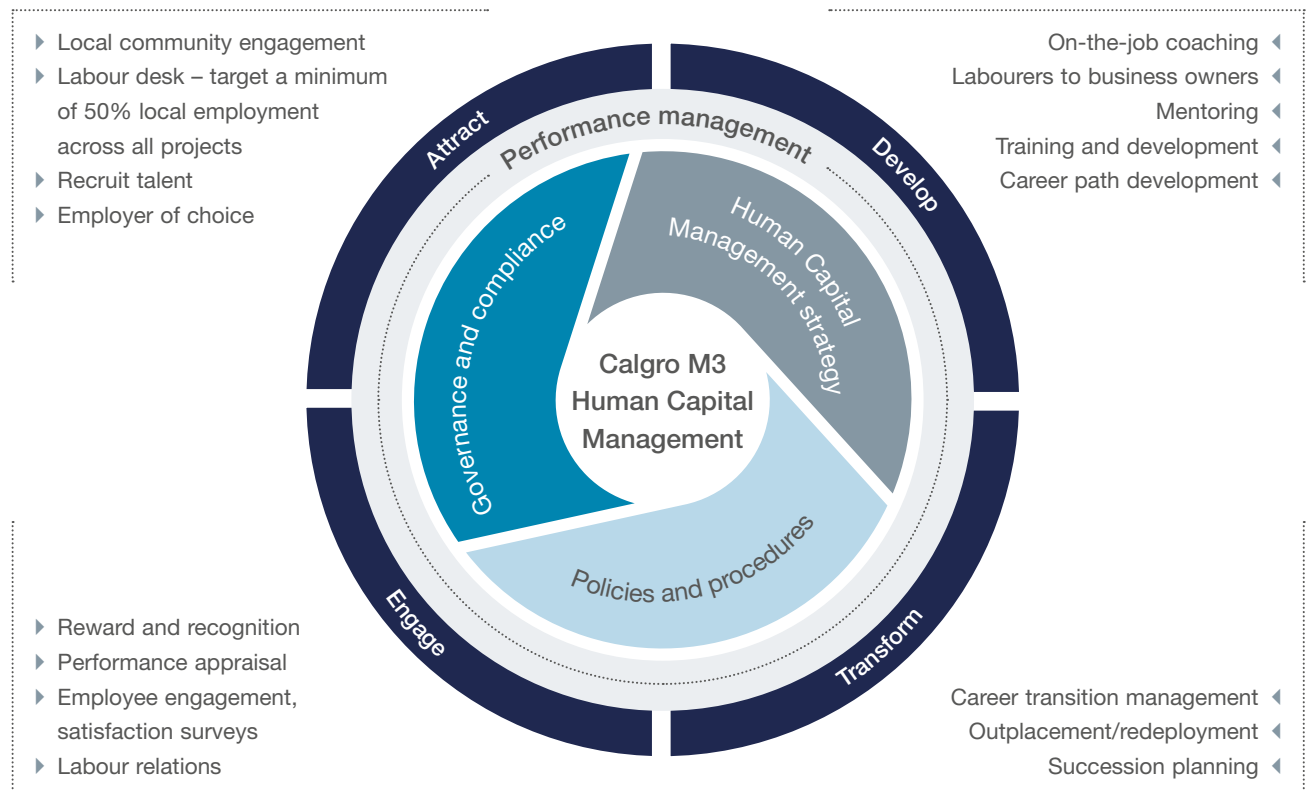 Local community engagement
Labour desk – target a minimum
of 50% local employment
across all projects
Recruit talent
Employer of choice
On-the-job coaching
Labourers to business owners
Mentoring
Training and development
Career path development
Attract
Performance management
Develop
Governance and compliance
Human Capital
Management strategy
Calgro M3
Human Capital
Management
Policies and procedures
Engage
Transform
Reward and recognition
Performance appraisal
Employee engagement,
satisfaction surveys
Labour relations
Career transition management
Outplacement/redeployment
Succession planning